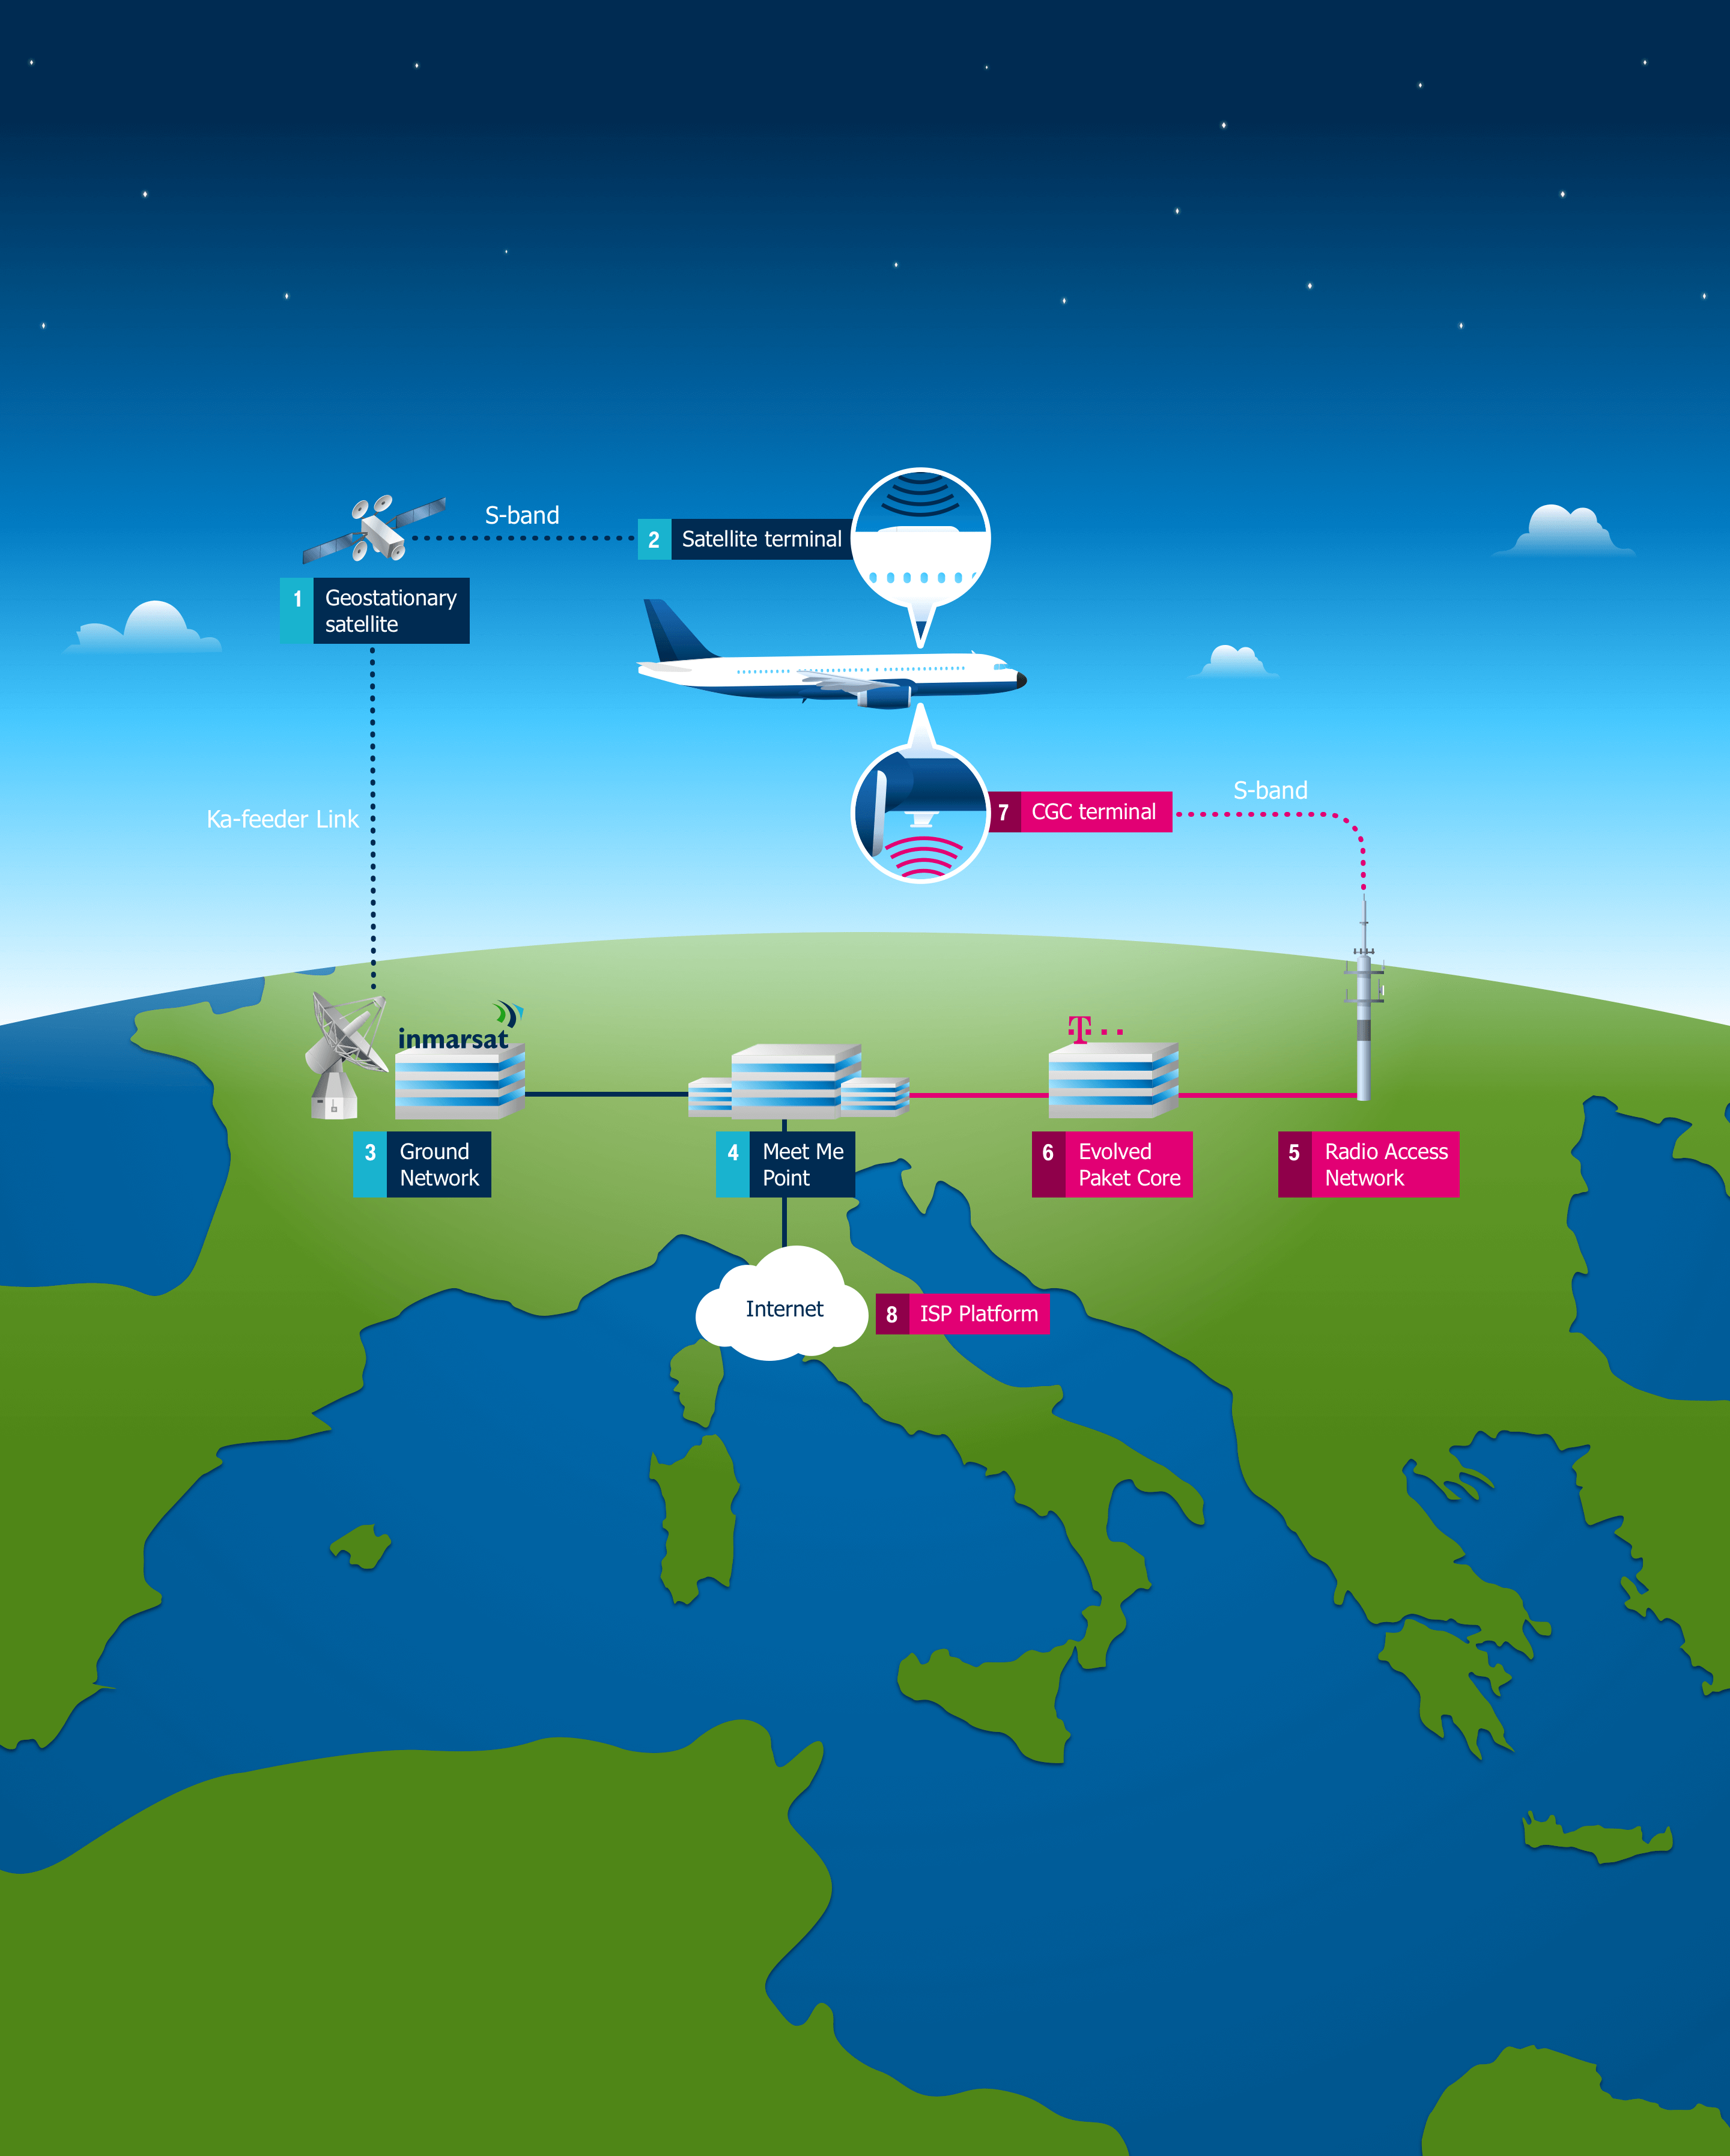 S-band
2 Satellite terminal
1 Geostationary
satellite
S-band
7 CGC terminal
Ka-feeder Link
inmarsat
T
3 Ground
Network
4 Meet Me
Point
6 Evolved
Paket Core
5 Radio Access
Network
Internet
8 ISP Platform